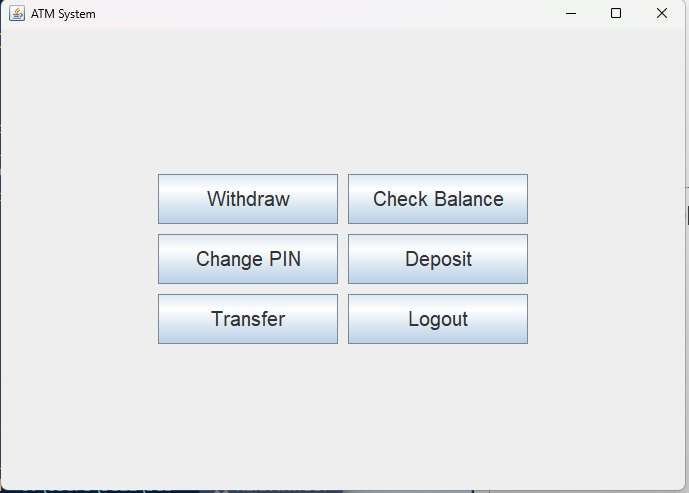 ATM System
Withdraw Check Balance
Change PIN Deposit
Transfer Logout